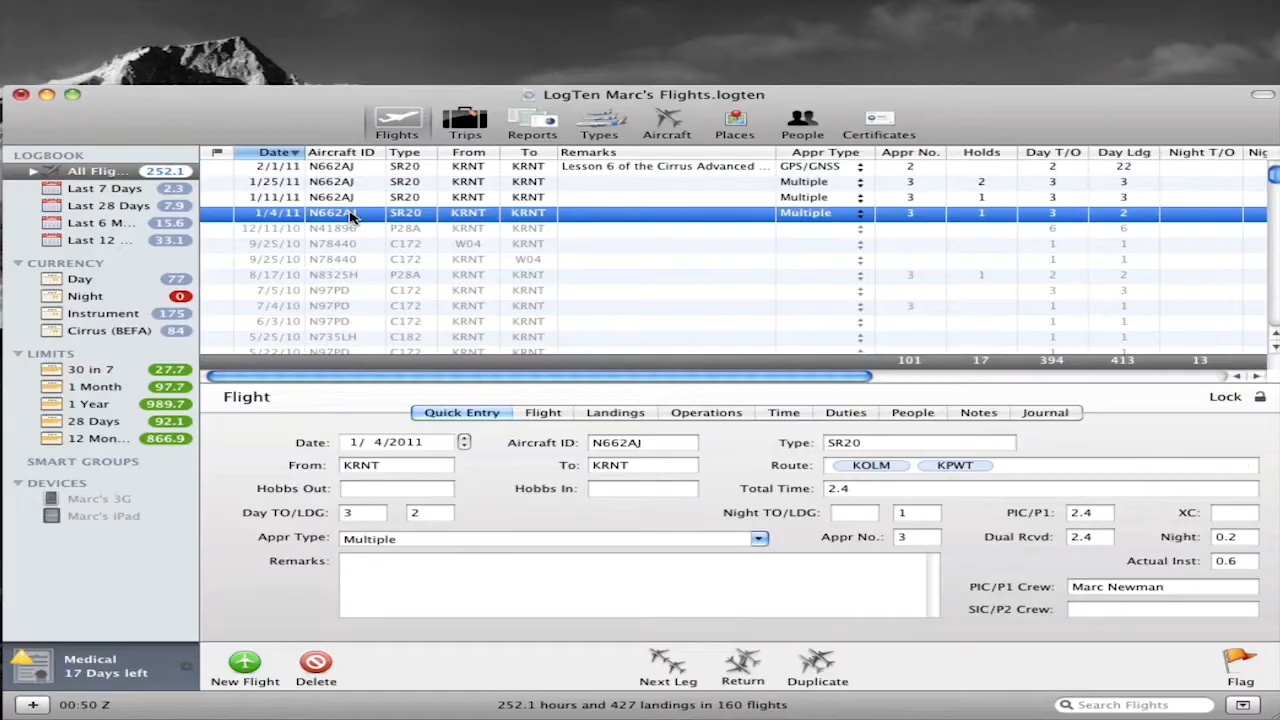 LogTen Marc's Flights.logten
Flights Trips Reports Types Aircraft Places People Certificates
LOGBOOK
All Flig... 252.1
Last 7 Days 2.3
Last 28 Days 7.9
Last 6 M... 15.6
Last 12 ... 33.1
CURRENCY
Day 77
Night 0
Instrument 175
Cirrus (BEFA) 84
LIMITS
30 in 7 27.7
1 Month 97.7
1 Year 989.7
28 Days 92.1
12 Mon... 866.9
SMART GROUPS
DEVICES
Marc's 3G
Marc's iPad
Medical
17 Days left
00:50 Z
Date Aircraft ID Type From To Remarks Appr Type Appr No. Holds Day T/O Day Ldg Night T/O Nig
2/1/11 N662AJ SR20 KRNT KRNT Lesson 6 of the Cirrus Advanced ... GPS/GNSS 2 2 22
1/25/11 N662AJ SR20 KRNT KRNT Multiple 3 2 3 3
1/11/11 N662AJ SR20 KRNT KRNT Multiple 3 1 3 3
1/4/11 N662AJ SR20 KRNT KRNT Multiple 3 1 3 2
12/11/10 N41896 P28A KRNT KRNT 6 6
9/25/10 N78440 C172 W04 KRNT 1 1
9/25/10 N78440 C172 KRNT W04 1 1
8/17/10 N8325H P28A KRNT KRNT 3 1 2 2
7/5/10 N97PD C172 KRNT KRNT 3 3
7/4/10 N97PD C172 KRNT KRNT 3 1 1
6/3/10 N97PD C172 KRNT KRNT 1 1
5/25/10 N735LH C182 KRNT KRNT 1 1
5/22/10 N97PD C172 KRNT KRNT 1 1
101 17 394 413 13
Flight Lock
Quick Entry Flight Landings Operations Time Duties People Notes Journal
Date: 1/ 4/2011 Aircraft ID: N662AJ Type: SR20
From: KRNT To: KRNT Route: KOLM KPWT
Hobbs Out: Hobbs In: Total Time: 2.4
Day TO/LDG: 3 2 Night TO/LDG: 1 PIC/P1: 2.4 XC:
Appr Type: Multiple Appr No.: 3 Dual Rcvd: 2.4 Night: 0.2
Remarks: Actual Inst: 0.6
PIC/P1 Crew: Marc Newman
SIC/P2 Crew:
New Flight Delete Next Leg Return Duplicate Flag
252.1 hours and 427 landings in 160 flights
Search Flights